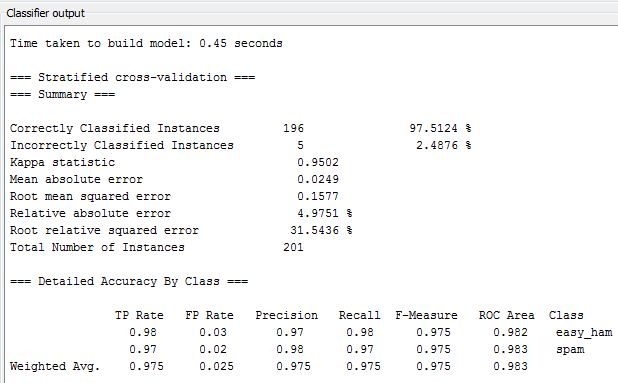 Classifier output
Time taken to build model: 0.45 seconds
=== Stratified cross-validation ===
=== Summary ===
Correctly Classified Instances 196 97.5124 %
Incorrectly Classified Instances 5 2.4876 %
Kappa statistic 0.9502
Mean absolute error 0.0249
Root mean squared error 0.1577
Relative absolute error 4.9751 %
Root relative squared error 31.5436 %
Total Number of Instances 201
=== Detailed Accuracy By Class ===
TP Rate FP Rate Precision Recall F-Measure ROC Area Class
0.98 0.03 0.97 0.98 0.975 0.982 easy_ham
0.97 0.02 0.98 0.97 0.975 0.983 spam
Weighted Avg. 0.975 0.025 0.975 0.975 0.975 0.983